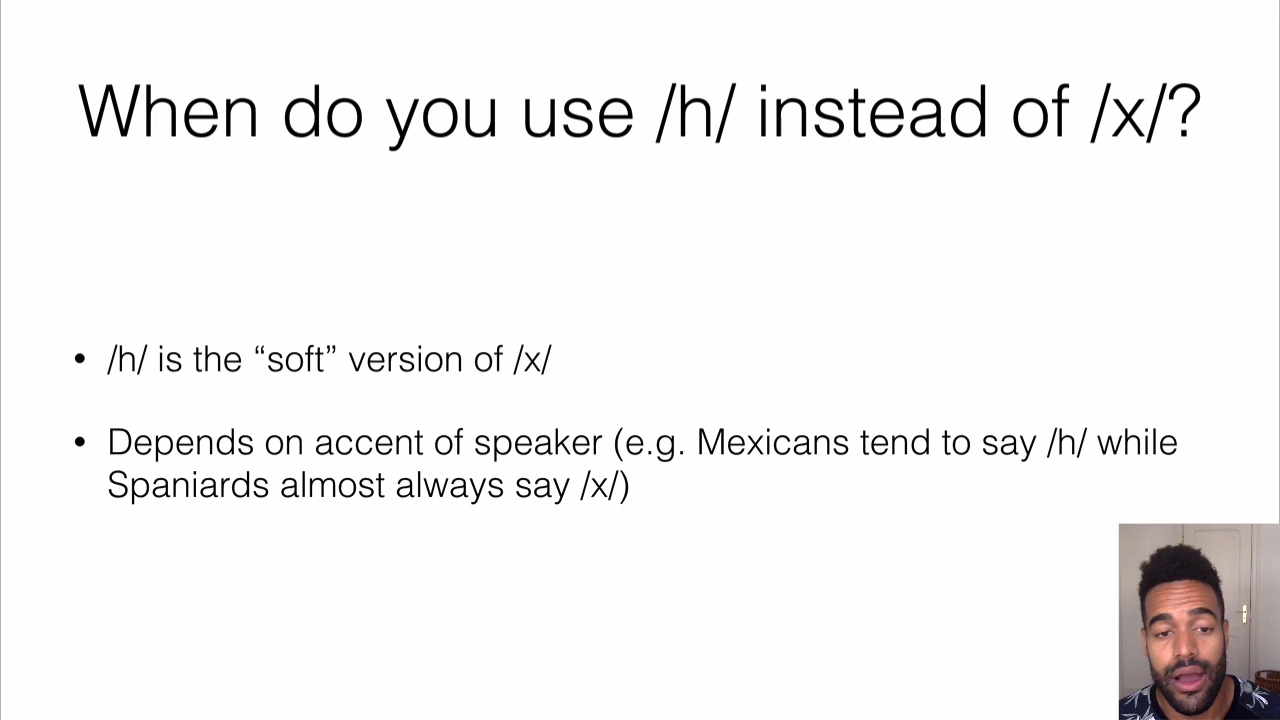 When do you use /h/ instead of /x/?
• /h/ is the “soft” version of /x/
• Depends on accent of speaker (e.g. Mexicans tend to say /h/ while
Spaniards almost always say /x/)